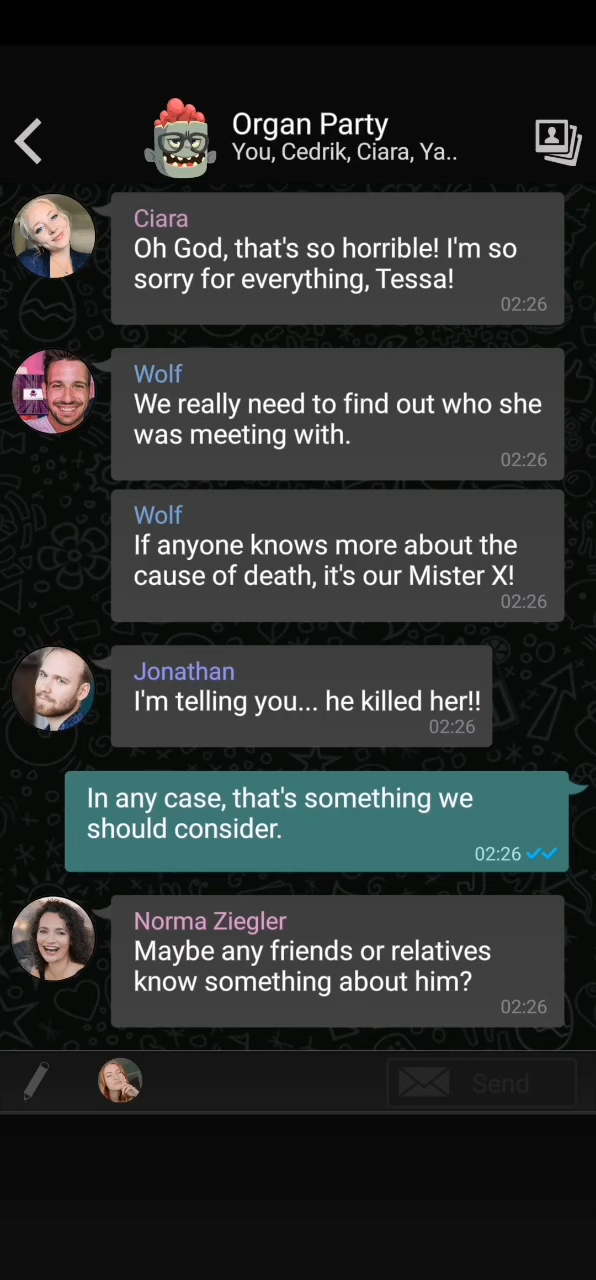 Organ Party
You, Cedrik, Ciara, Ya..
Ciara
Oh God, that's so horrible! I'm so
sorry for everything, Tessa!
02:26
Wolf
We really need to find out who she
was meeting with.
02:26
Wolf
If anyone knows more about the
cause of death, it's our Mister X!
02:26
Jonathan
I'm telling you... he killed her!!
02:26
In any case, that's something we
should consider.
02:26
Norma Ziegler
Maybe any friends or relatives
know something about him?
02:26
Send